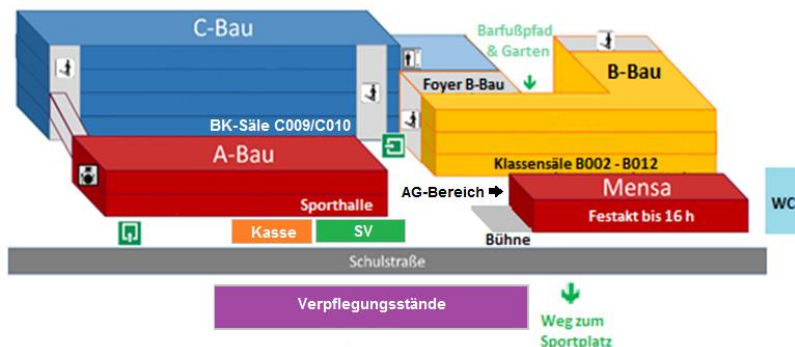 C-Bau
Barfußpfad
& Garten
B-Bau
Foyer B-Bau
BK-Säle C009/C010
A-Bau
Klassensäle B002 - B012
AG-Bereich
Mensa
Sporthalle
Festakt bis 16 h
WC
Kasse
SV
Bühne
Schulstraße
Verpflegungsstände
Weg zum
Sportplatz